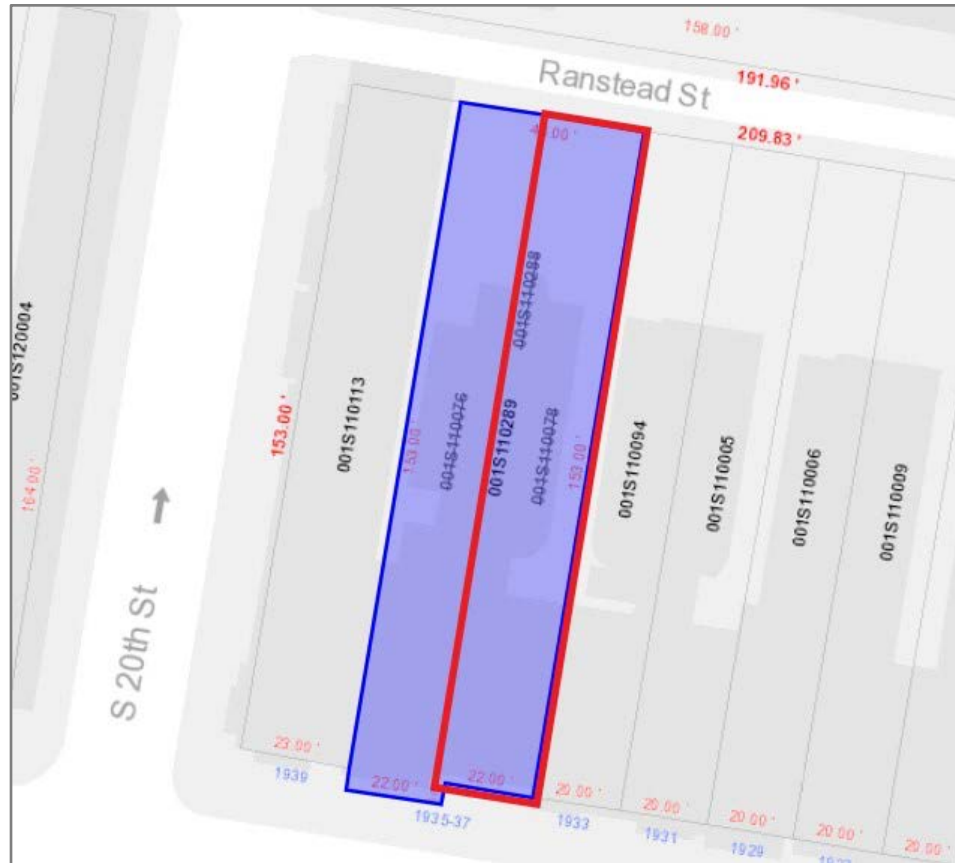 158.00 '
191.96 '
Ranstead St
209.83 '
00 '
001S120004
164.00 '
S 20th St
153.00 '
001S110113
153.00 '
001S110076
001S110288
001S110289
001S110078
153.00 '
001S110094
001S110005
001S110006
001S110009
23.00 '
22.00 '
22.00 '
20.00 '
20.00 '
20.00 '
20.00 '
20.00 '
1939
1935-37
1933
1931
1929